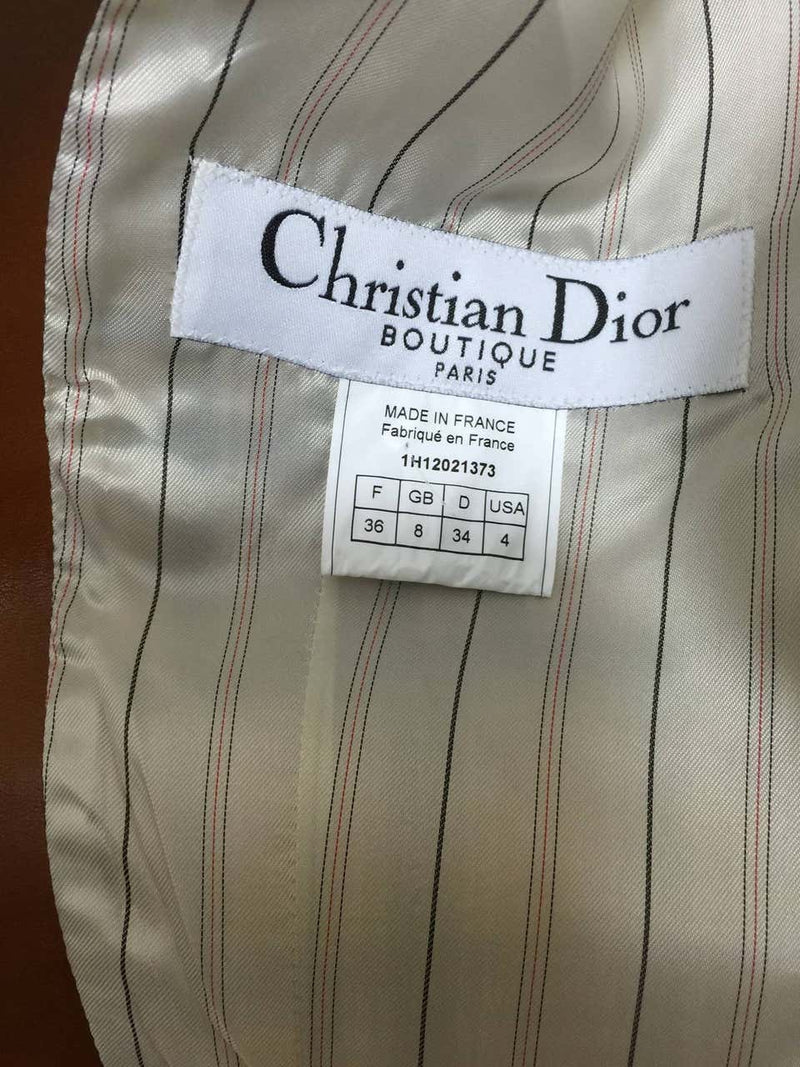 Christian Dior
BOUTIQUE
PARIS
MADE IN FRANCE
Fabriqué en France
1H12021373
F GB D USA
36 8 34 4